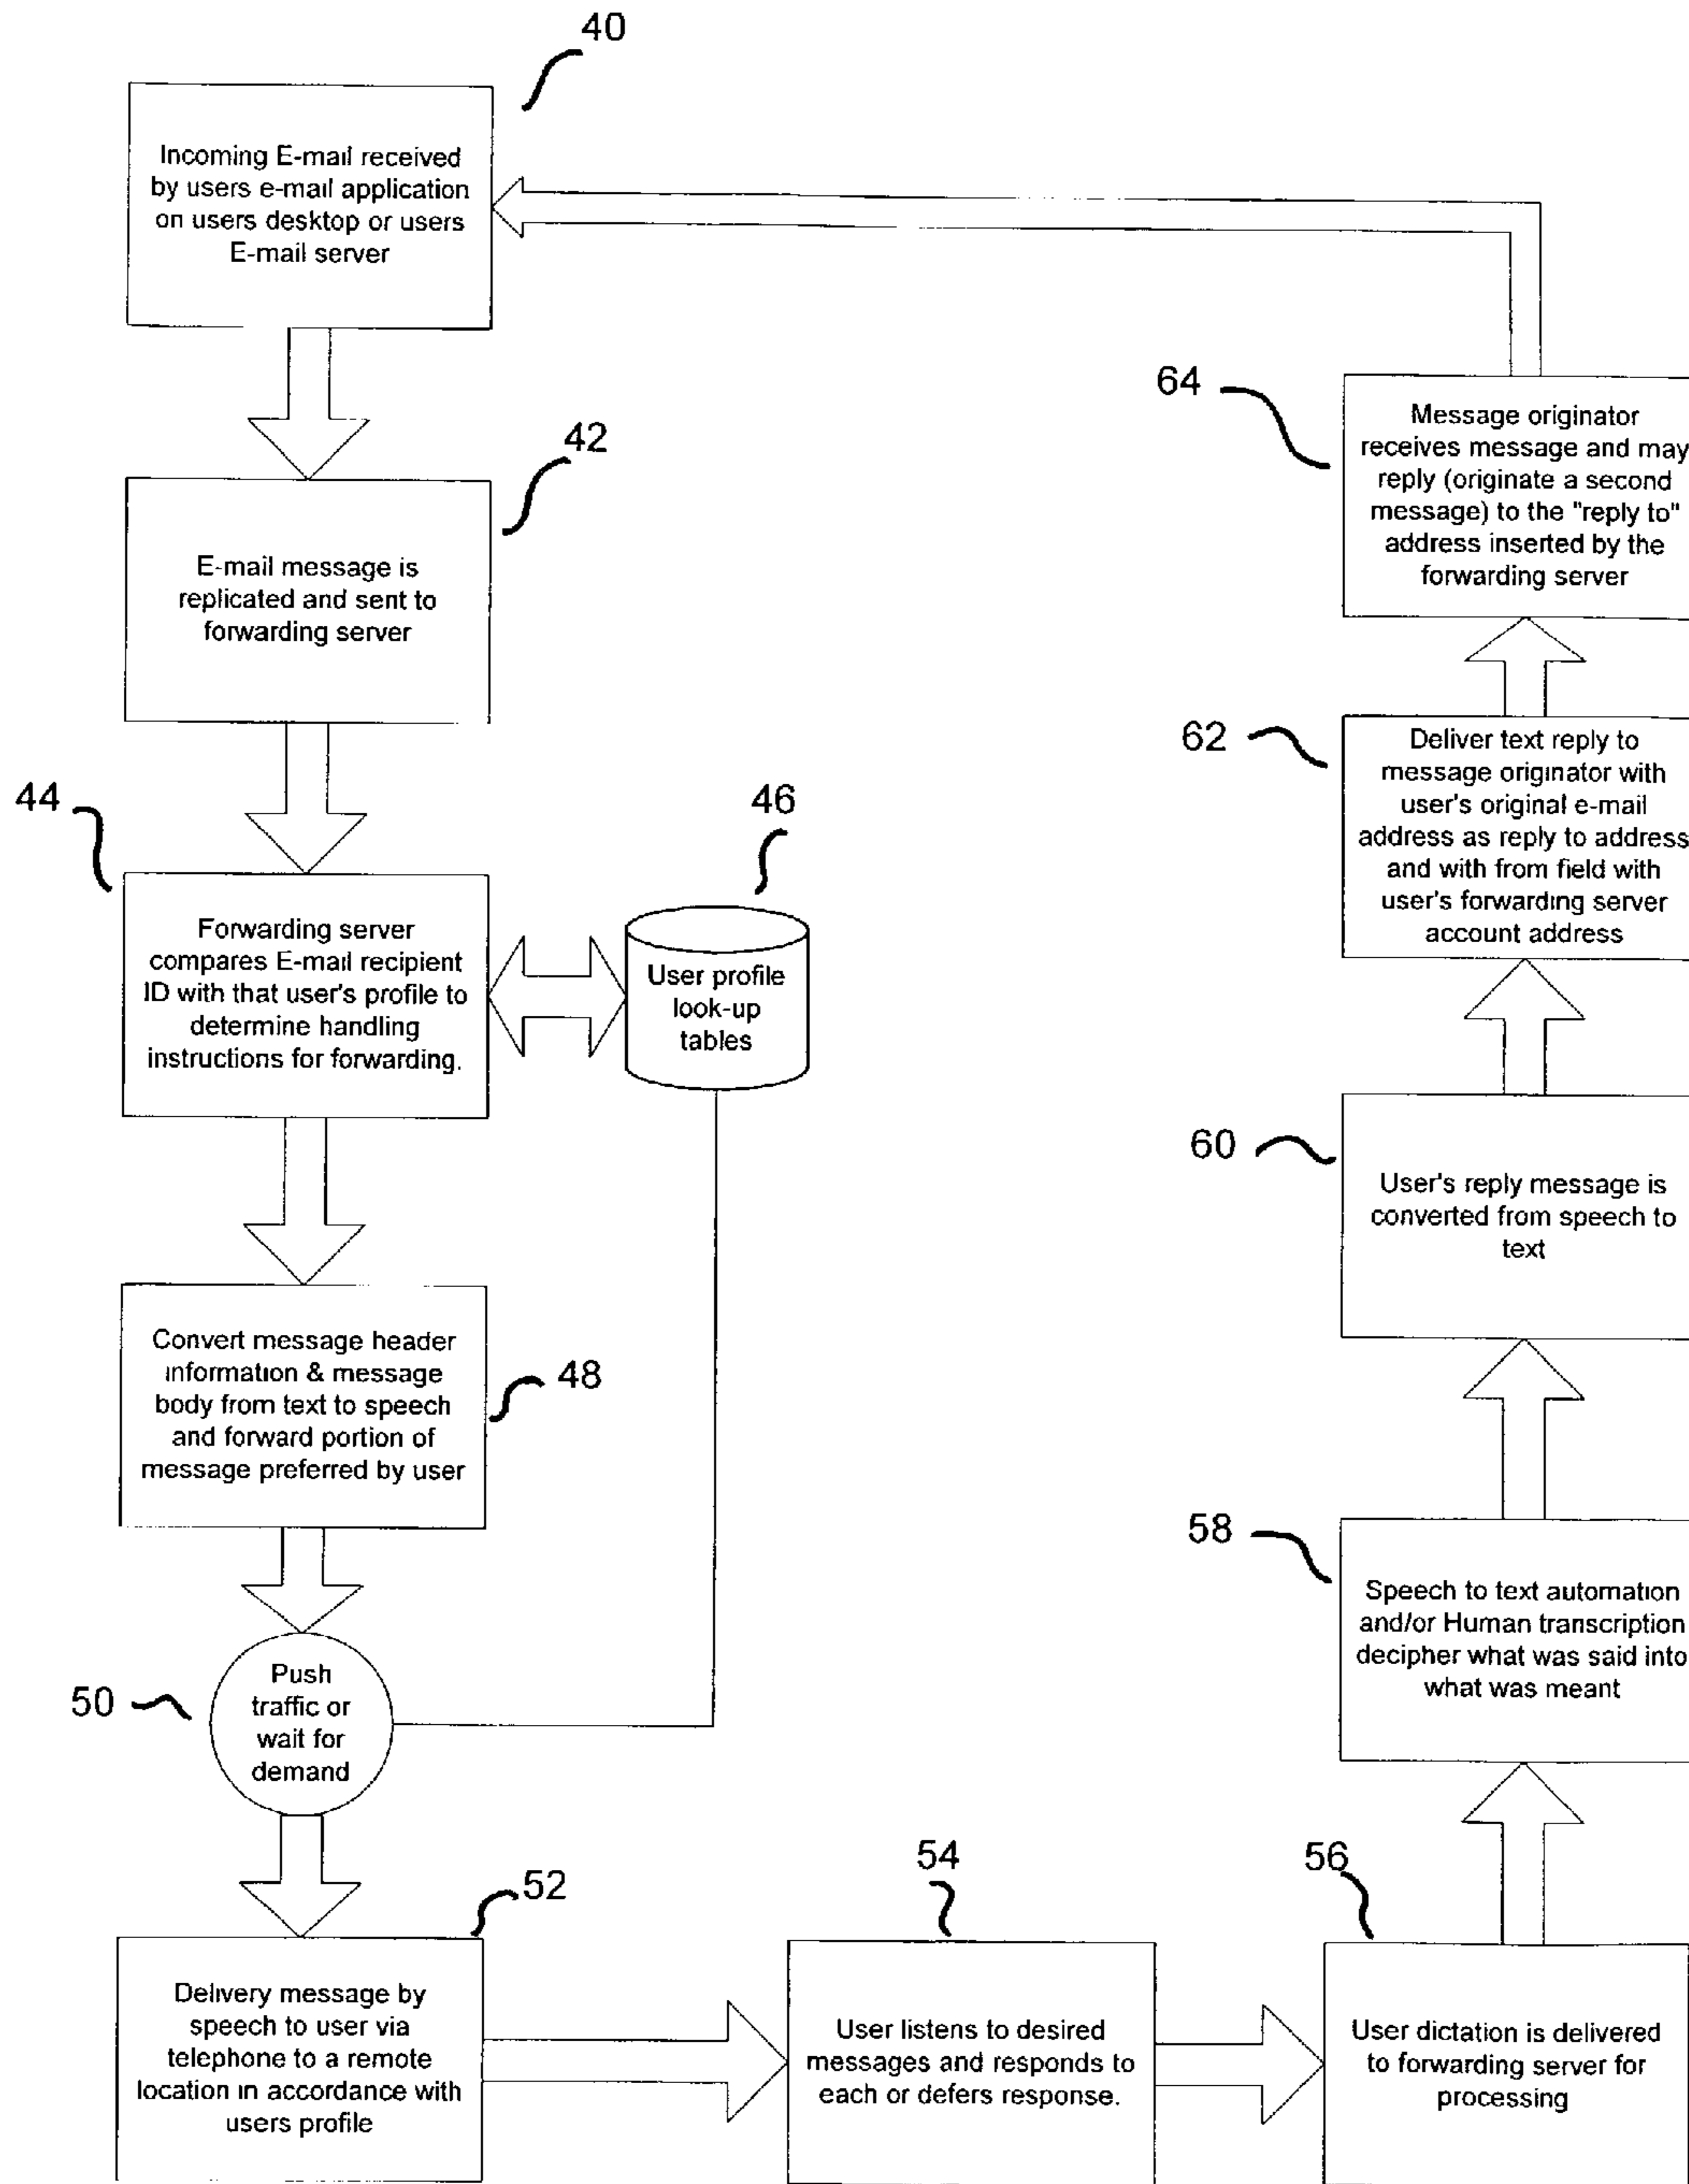 40
Incoming E-mail received
by users e-mail application
on users desktop or users
E-mail server
42
E-mail message is
replicated and sent to
forwarding server
44
Forwarding server
compares E-mail recipient
ID with that user's profile to
determine handling
instructions for forwarding.
46
User profile
look-up
tables
48
Convert message header
information & message
body from text to speech
and forward portion of
message preferred by user
50
Push
traffic or
wait for
demand
52
Delivery message by
speech to user via
telephone to a remote
location in accordance with
users profile
54
User listens to desired
messages and responds to
each or defers response.
56
User dictation is delivered
to forwarding server for
processing
58
Speech to text automation
and/or Human transcription
decipher what was said into
what was meant
60
User's reply message is
converted from speech to
text
62
Deliver text reply to
message originator with
user's original e-mail
address as reply to address
and with from field with
user's forwarding server
account address
64
Message originator
receives message and may
reply (originate a second
message) to the "reply to"
address inserted by the
forwarding server